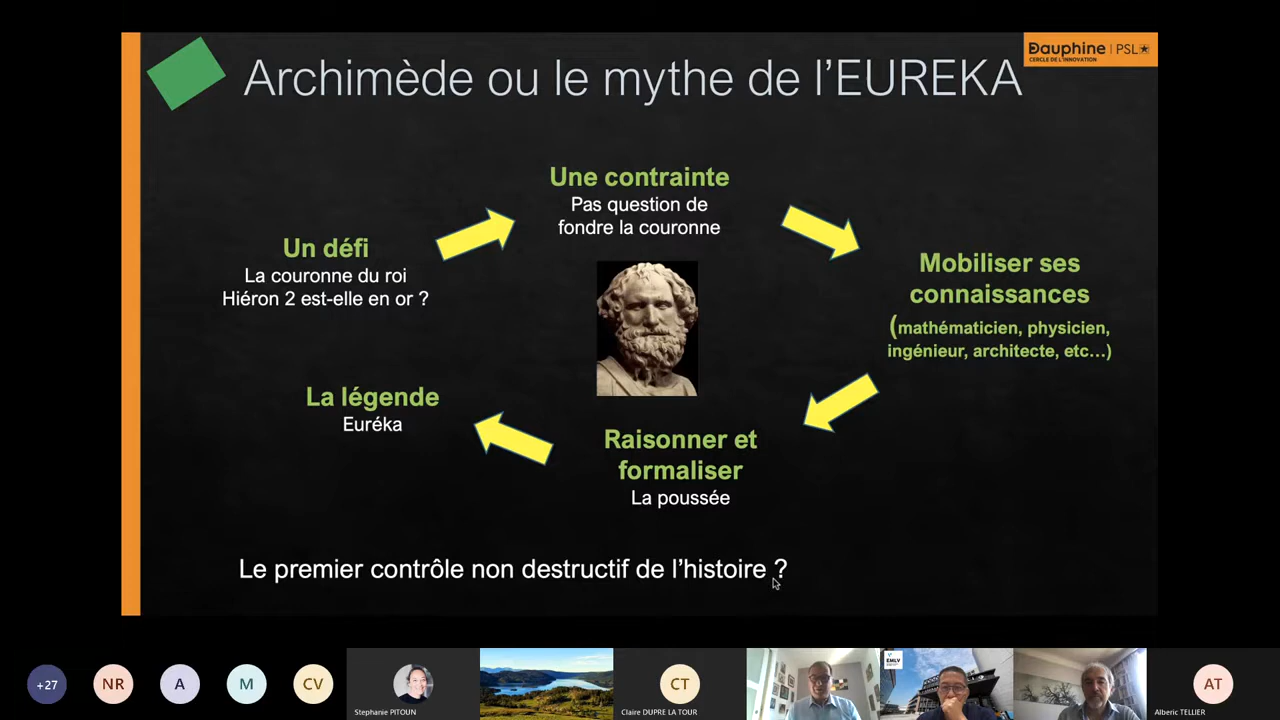 Archimède ou le mythe de l'EUREKA
Dauphine | PSL★
CERCLE DE L'INNOVATION
Une contrainte
Pas question de
fondre la couronne
Un défi
La couronne du roi
Hiéron 2 est-elle en or ?
Mobiliser ses
connaissances
(mathématicien, physicien,
ingénieur, architecte, etc…)
La légende
Euréka
Raisonner et
formaliser
La poussée
Le premier contrôle non destructif de l'histoire ?
+27
NR
A
M
CV
Stephanie PITOUN
CT
Claire DUPRE LA TOUR
EMLV
AT
Alberic TELLIER